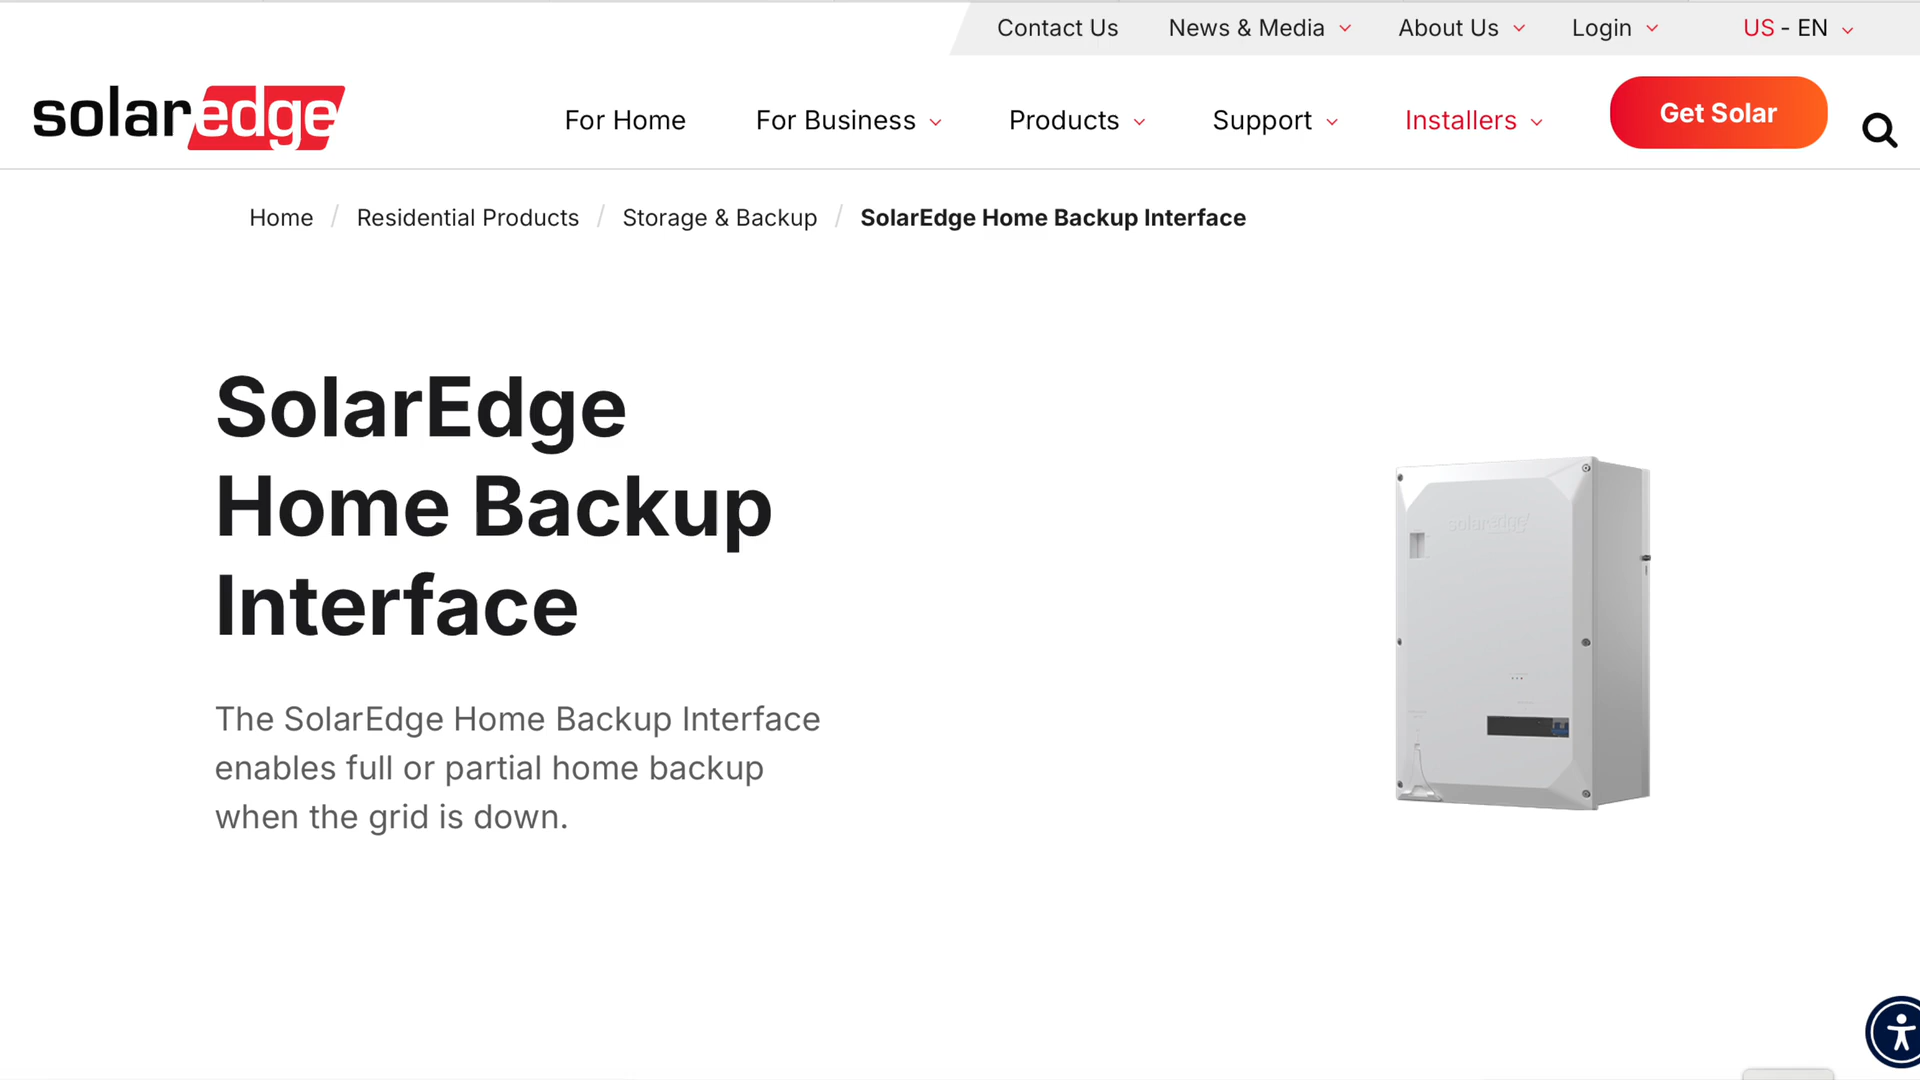 Contact Us News & Media About Us Login US - EN
solaredge
For Home For Business Products Support Installers Get Solar
Home / Residential Products / Storage & Backup / SolarEdge Home Backup Interface
SolarEdge
Home Backup
Interface
The SolarEdge Home Backup Interface
enables full or partial home backup
when the grid is down.
solaredge